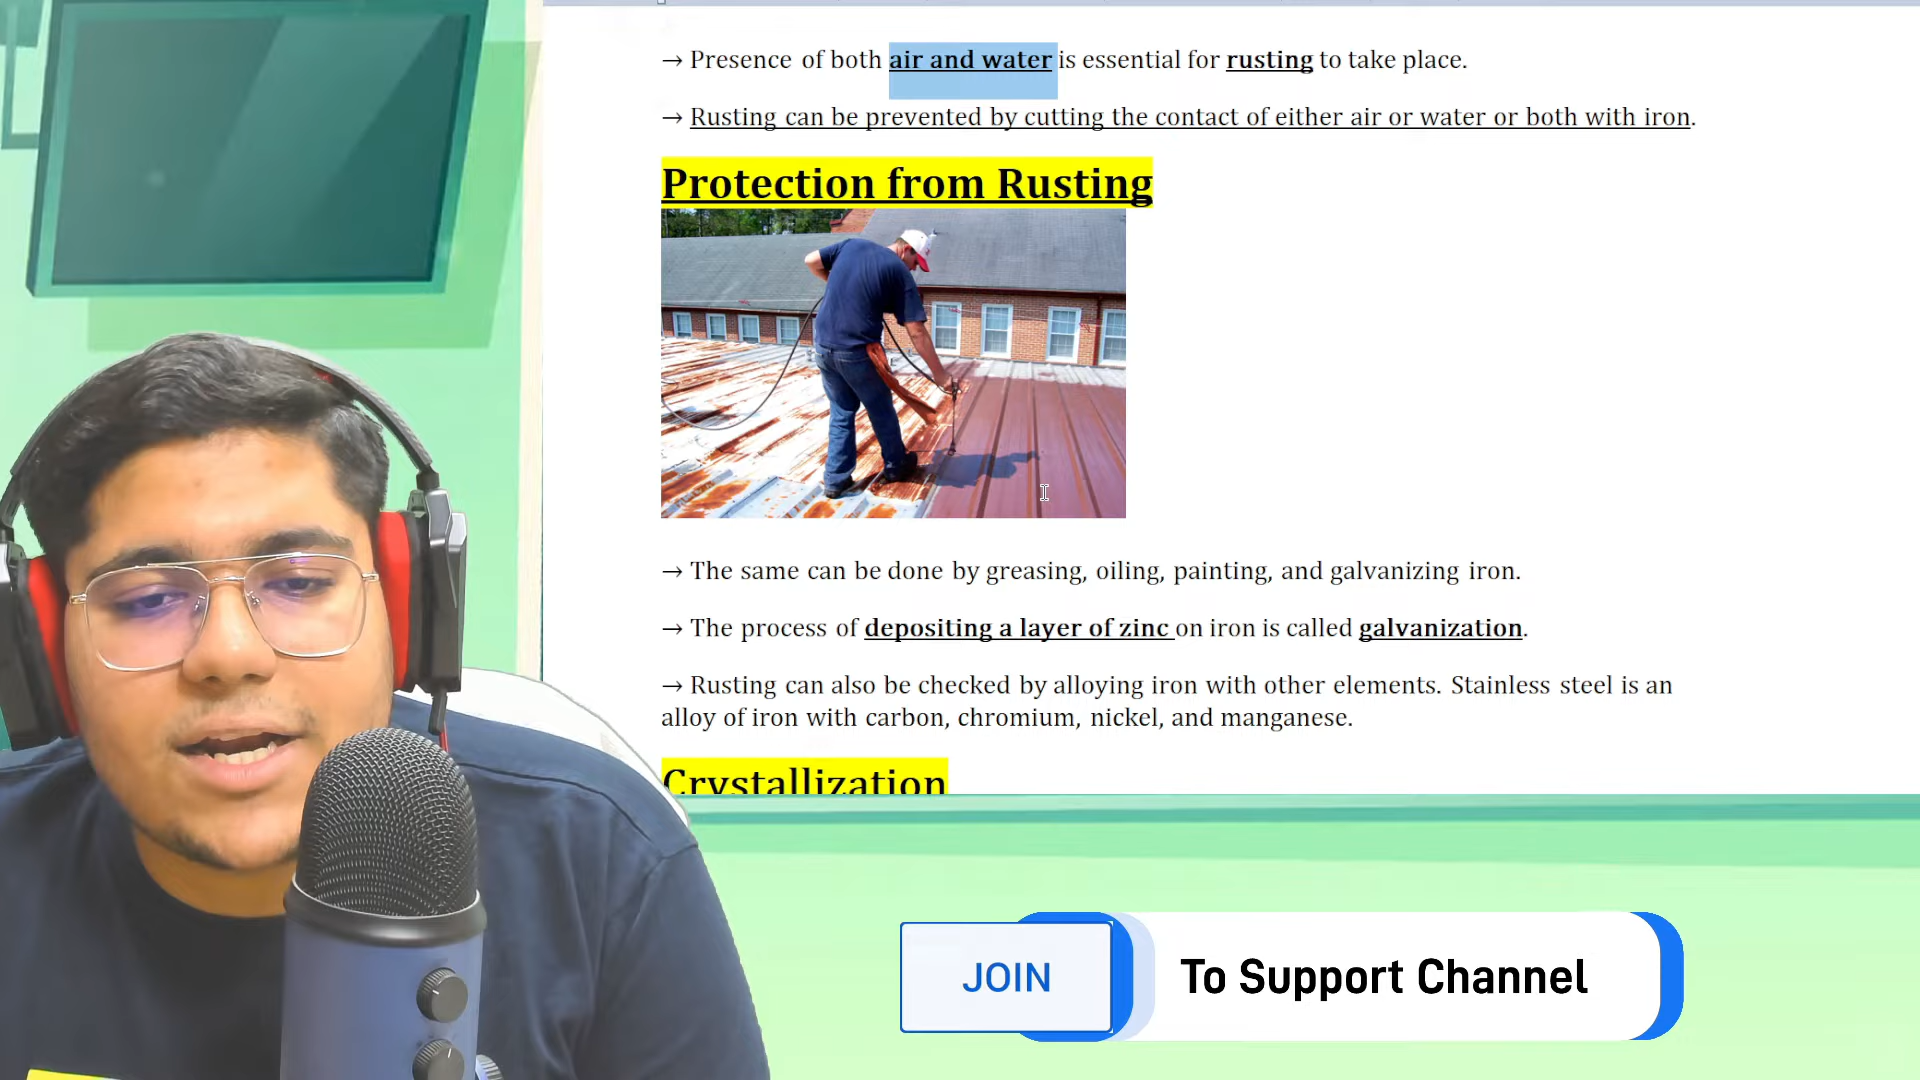 → Presence of both air and water is essential for rusting to take place.
→ Rusting can be prevented by cutting the contact of either air or water or both with iron.
Protection from Rusting
→ The same can be done by greasing, oiling, painting, and galvanizing iron.
→ The process of depositing a layer of zinc on iron is called galvanization.
→ Rusting can also be checked by alloying iron with other elements. Stainless steel is an
alloy of iron with carbon, chromium, nickel, and manganese.
Crystallization
JOIN
To Support Channel